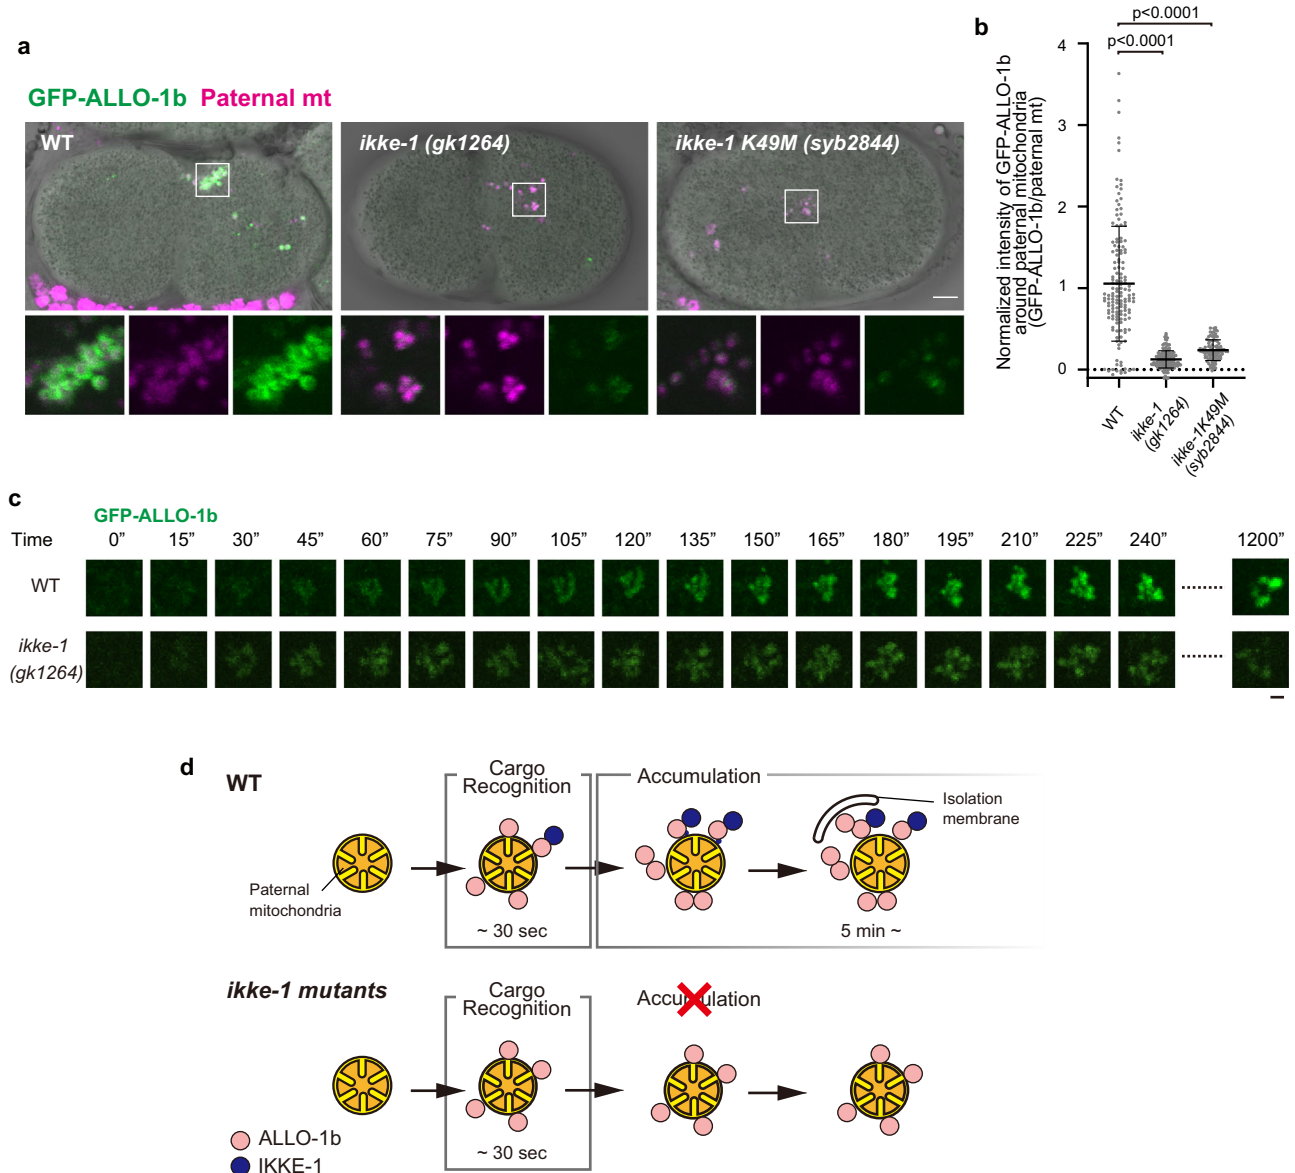 a
GFP-ALLO-1b Paternal mt
WT
ikke-1 (gk1264)
ikke-1 K49M (syb2844)
b
p<0.0001
p<0.0001
Normalized intensity of GFP-ALLO-1b
around paternal mitochondria
(GFP-ALLO-1b/paternal mt)
4
3
2
1
0
WT
ikke-1
(gk1264)
ikke-1K49M
(syb2844)
c
GFP-ALLO-1b
Time 0” 15” 30” 45” 60” 75” 90” 105” 120” 135” 150” 165” 180” 195” 210” 225” 240” 1200”
WT
ikke-1
(gk1264)
d
WT
Cargo
Recognition
Accumulation
Isolation
membrane
Paternal
mitochondria
~ 30 sec
5 min ~
ikke-1 mutants
Cargo
Recognition
Accumulation
~ 30 sec
ALLO-1b
IKKE-1